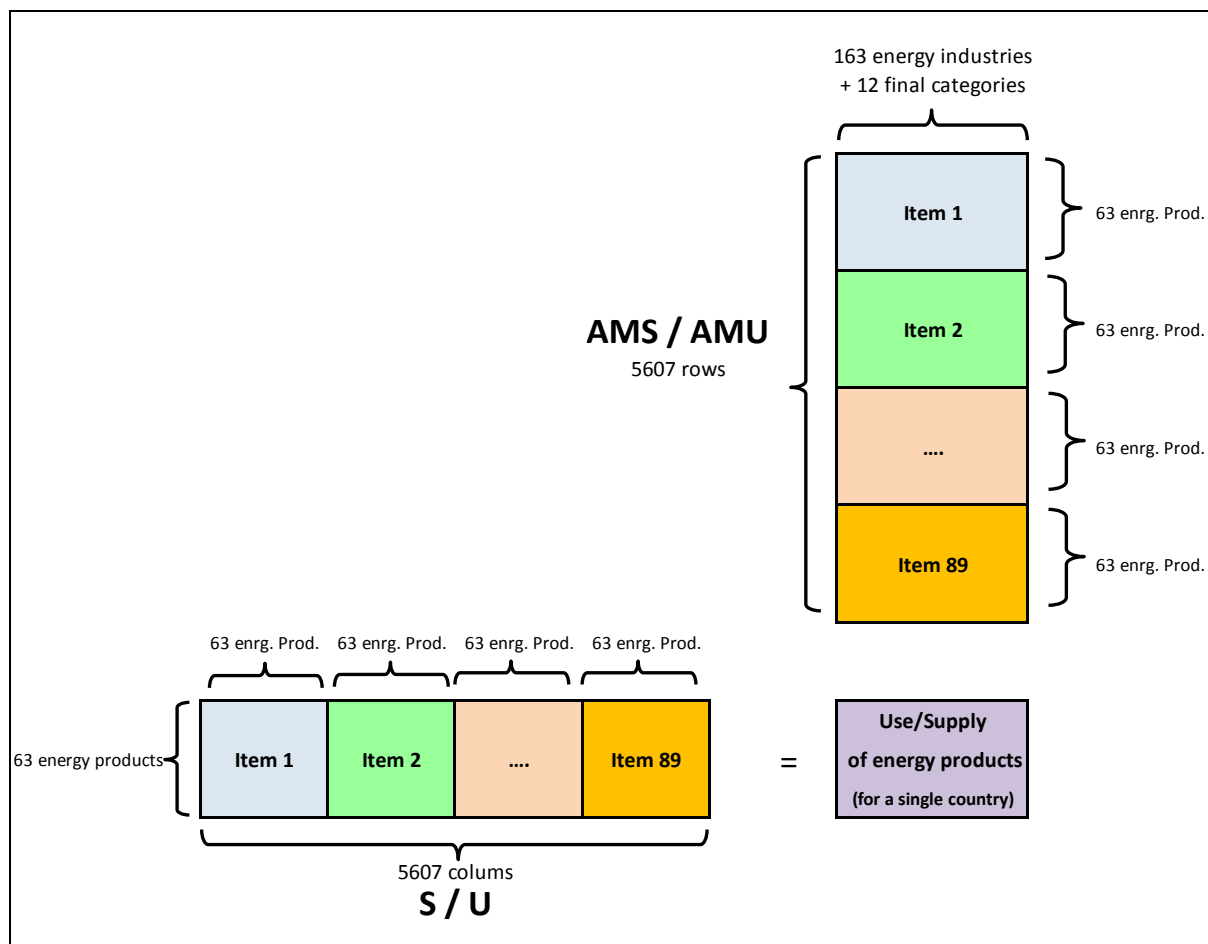 163 energy industries
+ 12 final categories
Item 1
63 enrg. Prod.
AMS / AMU
5607 rows
Item 2
63 enrg. Prod.
....
63 enrg. Prod.
Item 89
63 enrg. Prod.
63 enrg. Prod. 63 enrg. Prod. 63 enrg. Prod. 63 enrg. Prod.
63 energy products
Item 1
Item 2
....
Item 89
=
Use/Supply
of energy products
(for a single country)
5607 colums
S / U